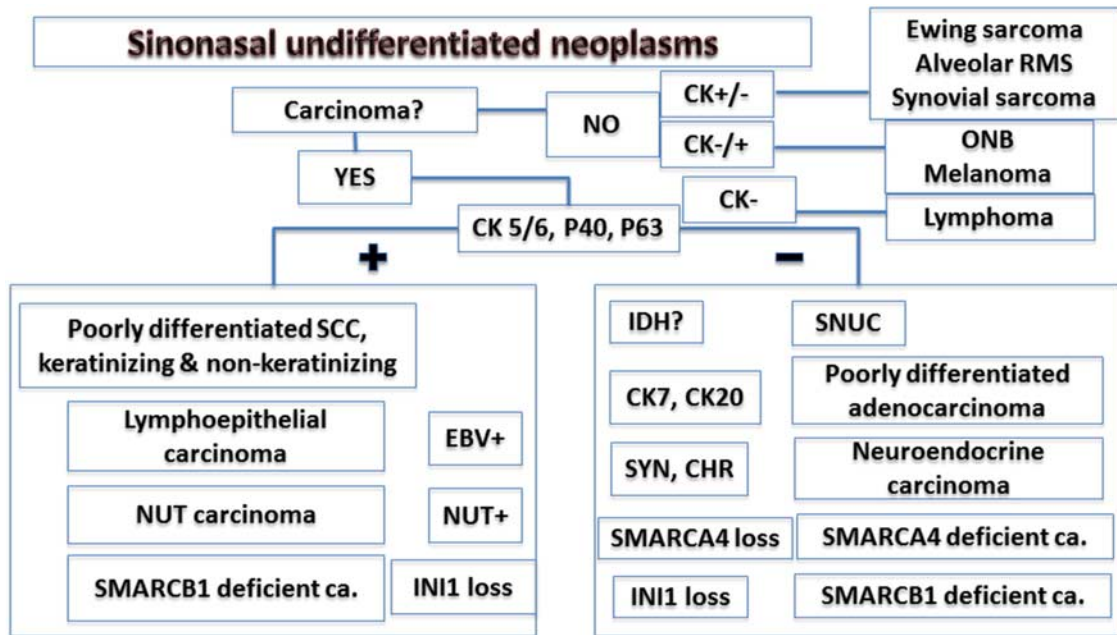 Sinonasal undifferentiated neoplasms
Ewing sarcoma
Alveolar RMS
Synovial sarcoma
Carcinoma?
NO
CK+/-
CK-/+
ONB
Melanoma
YES
CK-
Lymphoma
CK 5/6, P40, P63
+
−
Poorly differentiated SCC,
keratinizing & non-keratinizing
Lymphoepithelial
carcinoma
EBV+
NUT carcinoma
NUT+
SMARCB1 deficient ca.
INI1 loss
IDH?
SNUC
CK7, CK20
Poorly differentiated
adenocarcinoma
SYN, CHR
Neuroendocrine
carcinoma
SMARCA4 loss
SMARCA4 deficient ca.
INI1 loss
SMARCB1 deficient ca.